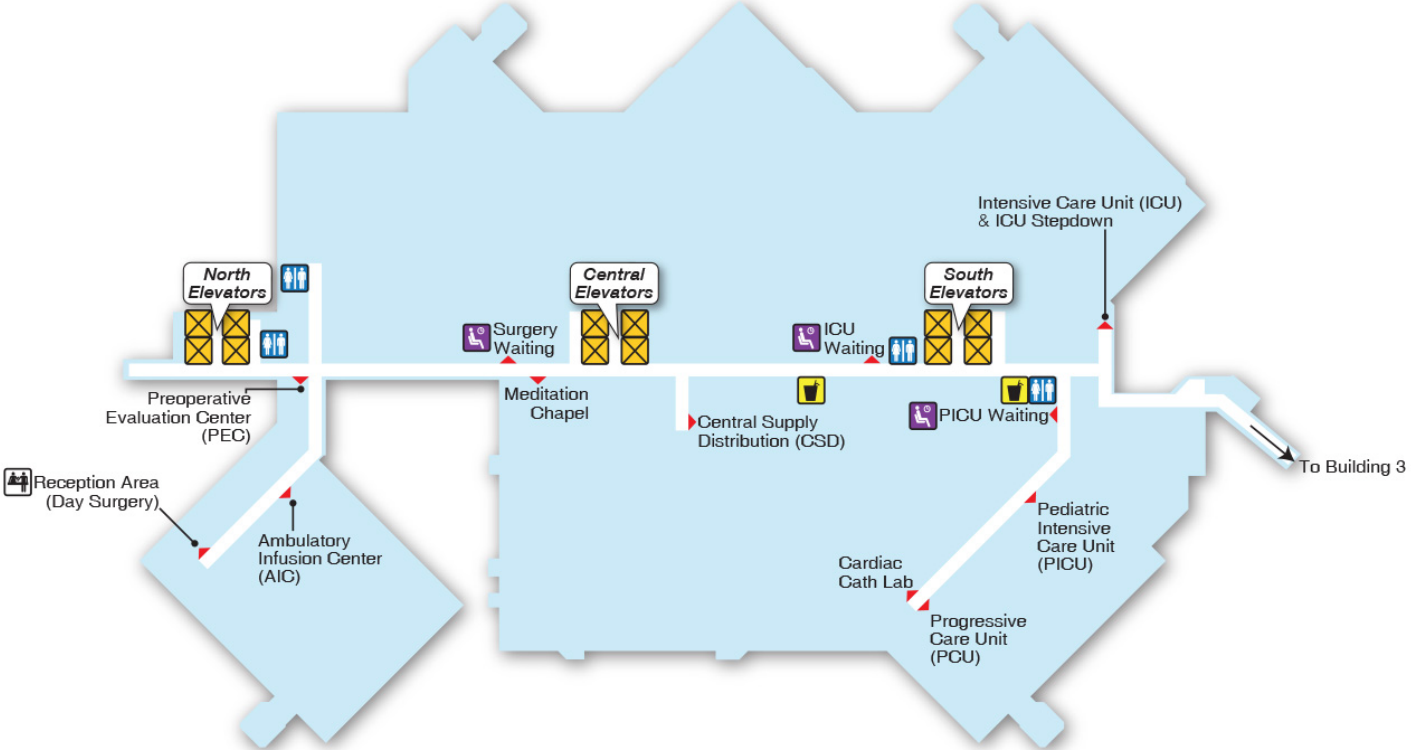 Intensive Care Unit (ICU)
& ICU Stepdown
North
Elevators
Central
Elevators
South
Elevators
Surgery
Waiting
ICU
Waiting
Preoperative
Evaluation Center
(PEC)
Meditation
Chapel
Central Supply
Distribution (CSD)
PICU Waiting
To Building 3
Reception Area
(Day Surgery)
Ambulatory
Infusion Center
(AIC)
Pediatric
Intensive
Care Unit
(PICU)
Cardiac
Cath Lab
Progressive
Care Unit
(PCU)